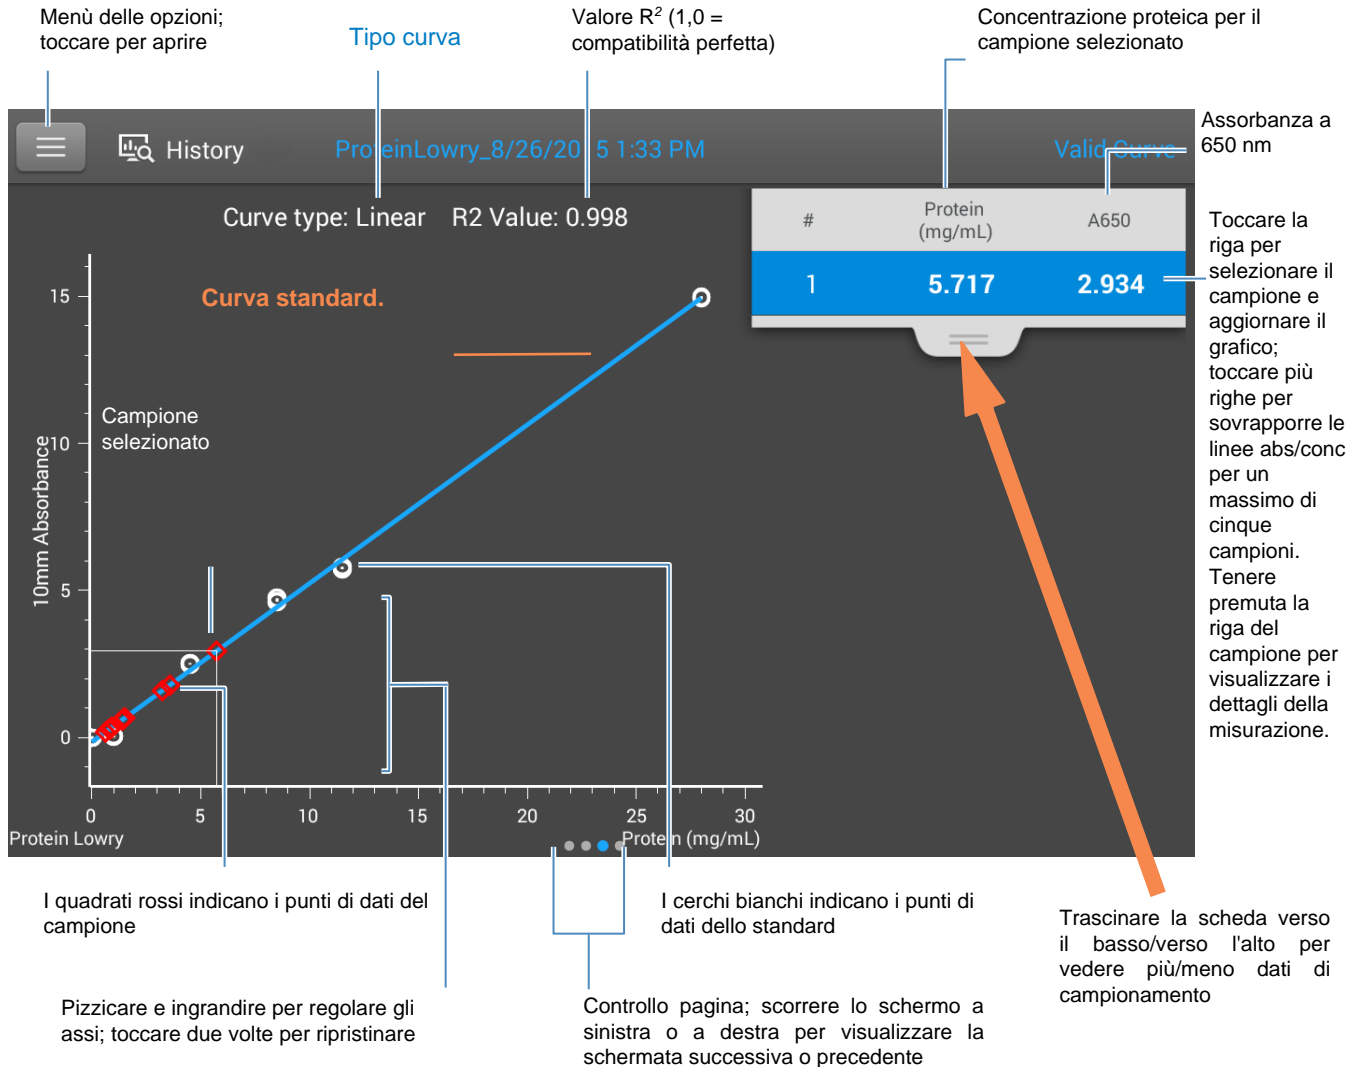 Menù delle opzioni;
toccare per aprire
Tipo curva
Valore R² (1,0 =
compatibilità perfetta)
Concentrazione proteica per il
campione selezionato
Assorbanza a
650 nm
History
ProteinLowry_8/26/2015 1:33 PM
Valid Curve
Curve type: Linear R2 Value: 0.998
# Protein (mg/mL) A650
1 5.717 2.934
Toccare la
riga per
selezionare il
campione e
aggiornare il
grafico;
toccare più
righe per
sovrapporre le
linee abs/conc
per un
massimo di
cinque
campioni.
Tenere
premuta la
riga del
campione per
visualizzare i
dettagli della
misurazione.
Curva standard.
Campione
selezionato
10mm Absorbance
15
10
5
0
0 5 10 15 20 25 30
Protein Lowry
Protein (mg/mL)
I quadrati rossi indicano i punti di dati del
campione
I cerchi bianchi indicano i punti di
dati dello standard
Trascinare la scheda verso
il basso/verso l'alto per
vedere più/meno dati di
campionamento
Pizzicare e ingrandire per regolare gli
assi; toccare due volte per ripristinare
Controllo pagina; scorrere lo schermo a
sinistra o a destra per visualizzare la
schermata successiva o precedente